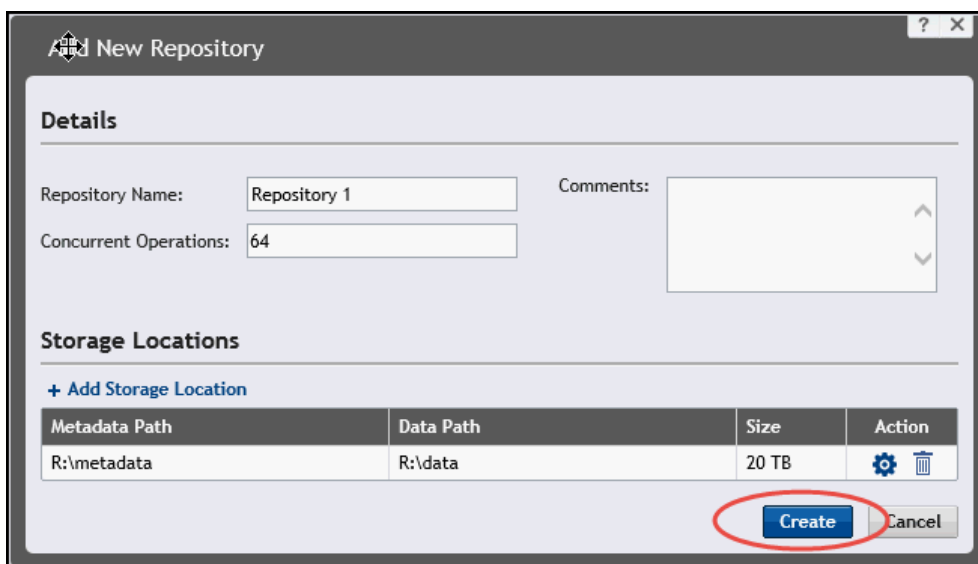 Add New Repository
? X
Details
Repository Name: Repository 1 Comments:
Concurrent Operations: 64
Storage Locations
+ Add Storage Location
Metadata Path Data Path Size Action
R:\metadata R:\data 20 TB
Create Cancel